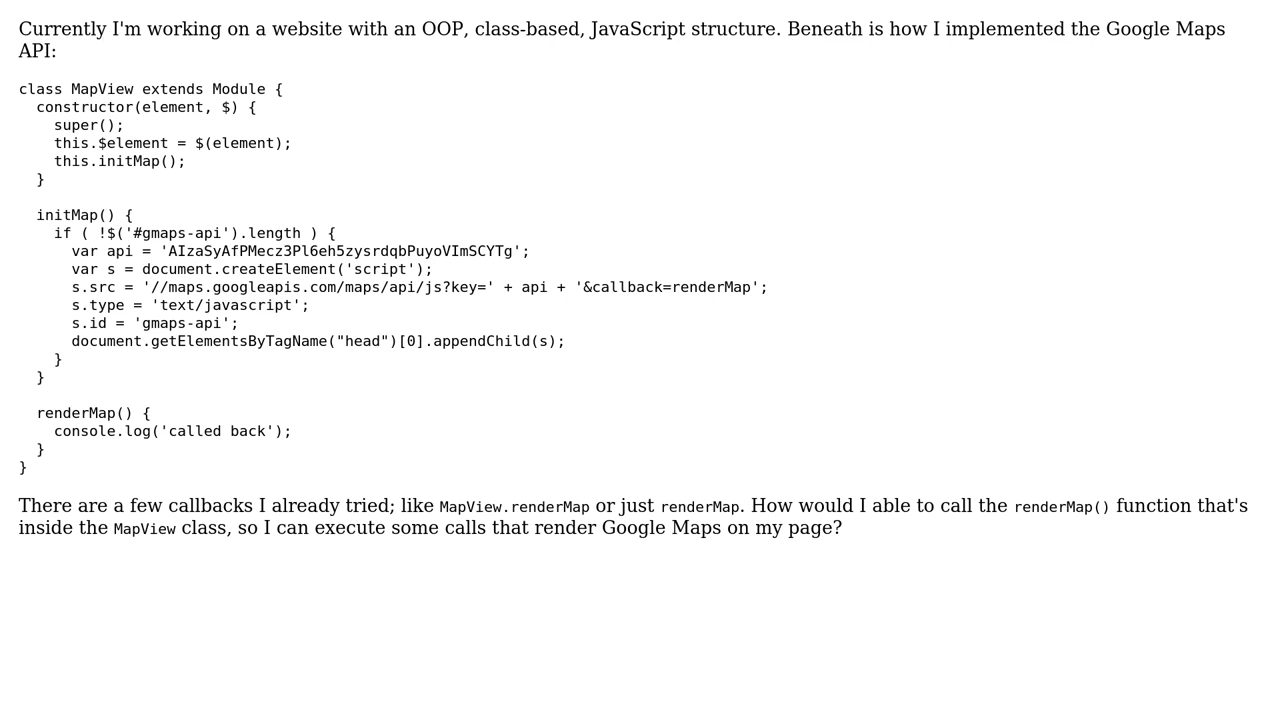 Currently I'm working on a website with an OOP, class-based, JavaScript structure. Beneath is how I implemented the Google Maps
API:
class MapView extends Module {
  constructor(element, $) {
    super();
    this.$element = $(element);
    this.initMap();
  }

  initMap() {
    if ( !$('#gmaps-api').length ) {
      var api = 'AIzaSyAfPMecz3Pl6eh5zysrdqbPuyoVImSCYTg';
      var s = document.createElement('script');
      s.src = '//maps.googleapis.com/maps/api/js?key=' + api + '&callback=renderMap';
      s.type = 'text/javascript';
      s.id = 'gmaps-api';
      document.getElementsByTagName("head")[0].appendChild(s);
    }
  }

  renderMap() {
    console.log('called back');
  }
}
There are a few callbacks I already tried; like MapView.renderMap or just renderMap. How would I able to call the renderMap() function that's
inside the MapView class, so I can execute some calls that render Google Maps on my page?